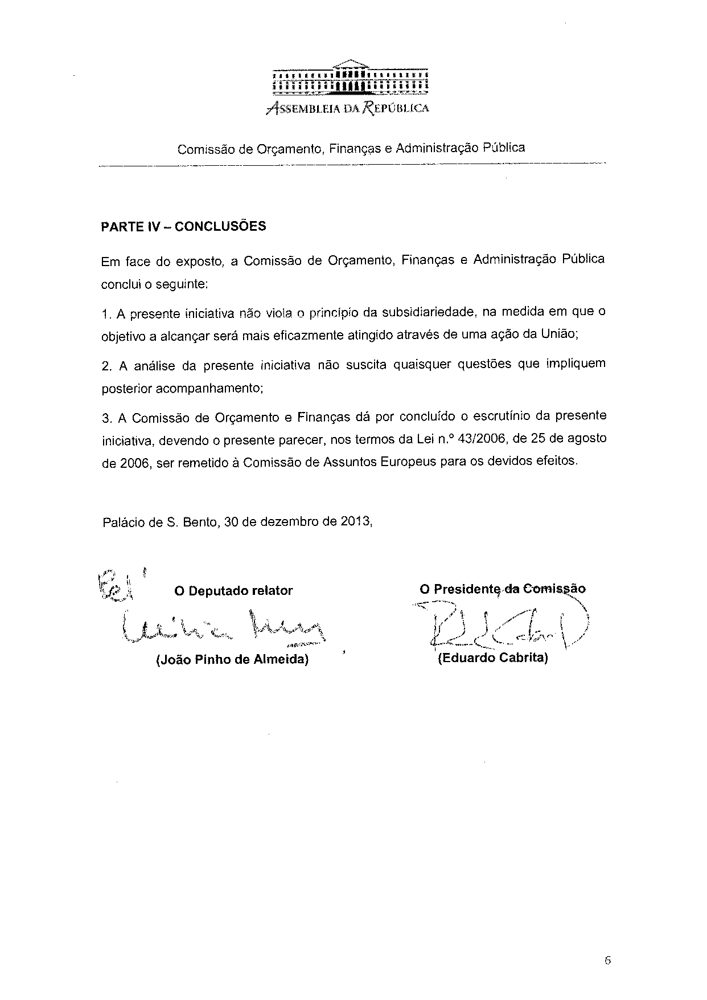 ASSEMBLEIA DA REPÚBLICA
Comissão de Orçamento, Finanças e Administração Pública
PARTE IV – CONCLUSÕES
Em face do exposto, a Comissão de Orçamento, Finanças e Administração Pública
conclui o seguinte:
1. A presente iniciativa não viola o princípio da subsidiariedade, na medida em que o
objetivo a alcançar será mais eficazmente atingido através de uma ação da União;
2. A análise da presente iniciativa não suscita quaisquer questões que impliquem
posterior acompanhamento;
3. A Comissão de Orçamento e Finanças dá por concluído o escrutínio da presente
iniciativa, devendo o presente parecer, nos termos da Lei n.º 43/2006, de 25 de agosto
de 2006, ser remetido à Comissão de Assuntos Europeus para os devidos efeitos.
Palácio de S. Bento, 30 de dezembro de 2013,
O Deputado relator O Presidente da Comissão
(João Pinho de Almeida) (Eduardo Cabrita)
6